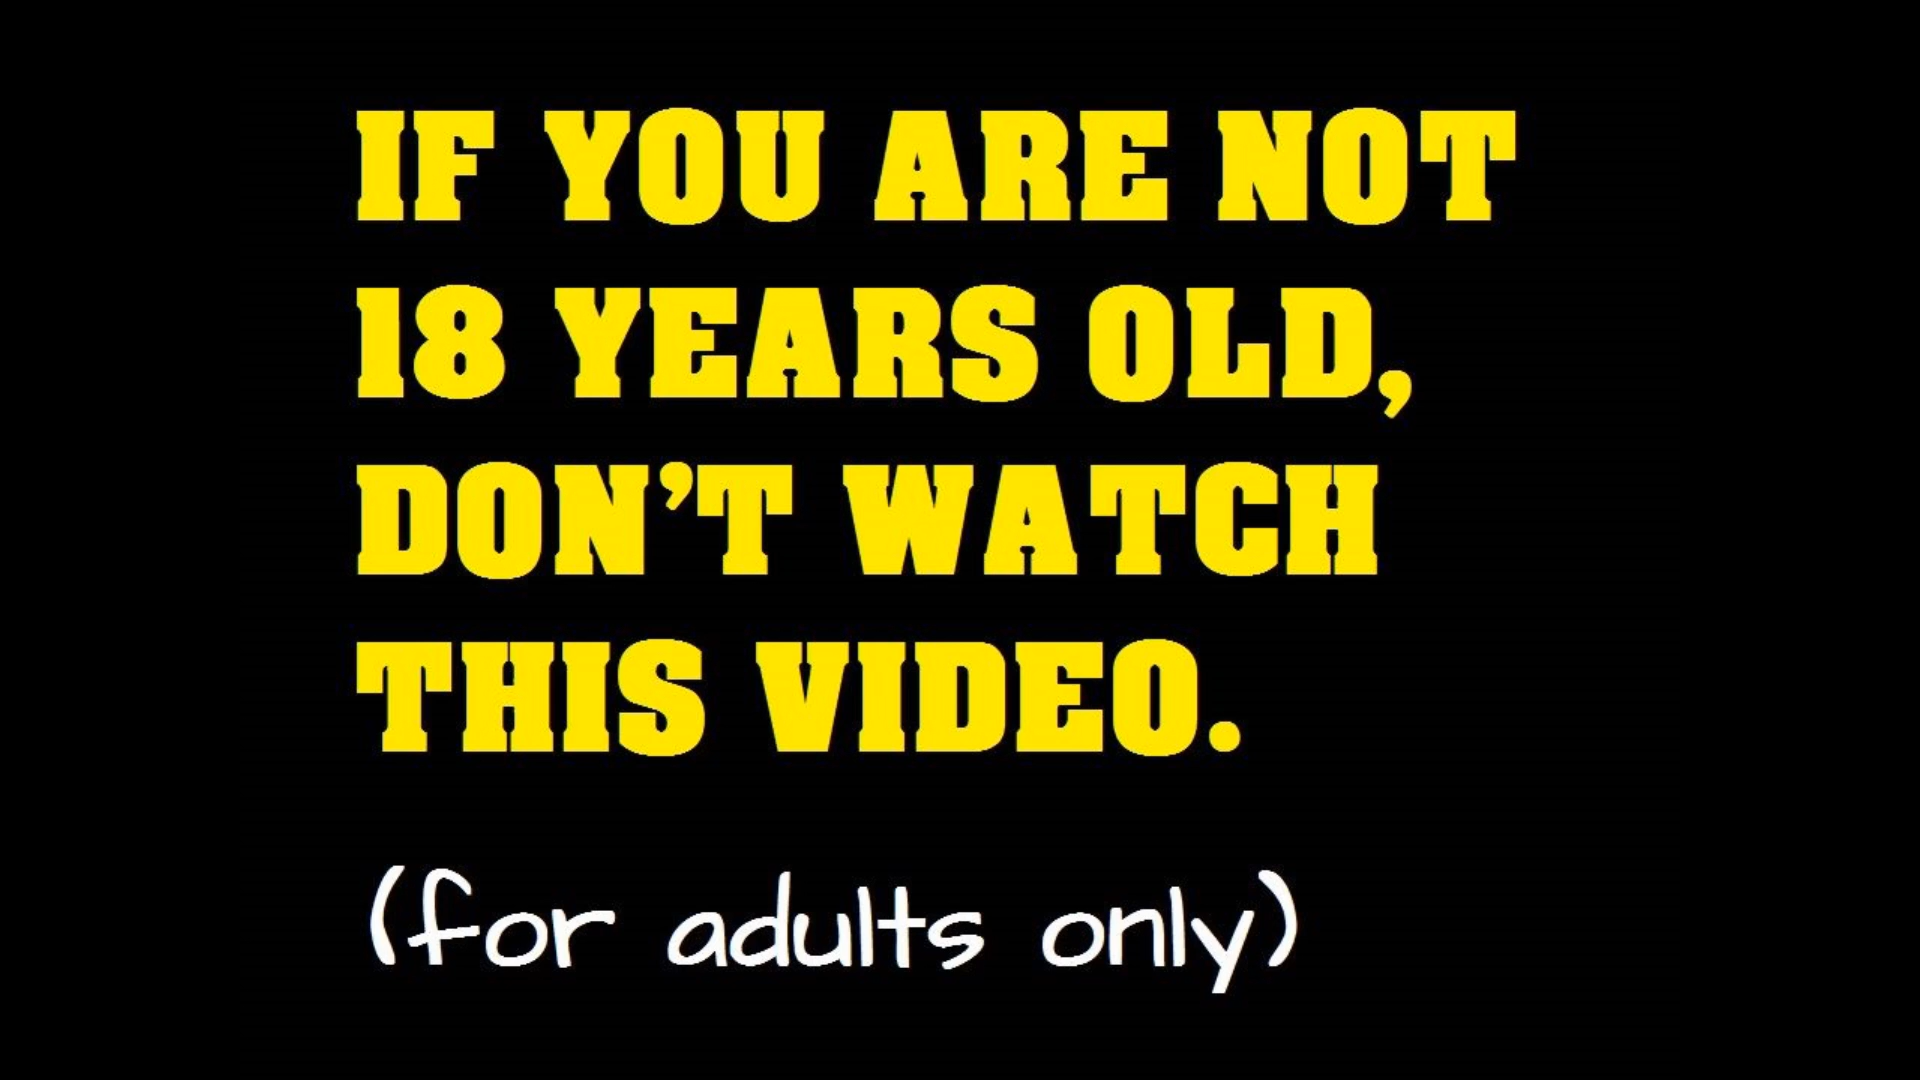 IF YOU ARE NOT
18 YEARS OLD,
DON’T WATCH
THIS VIDEO.
(for adults only)